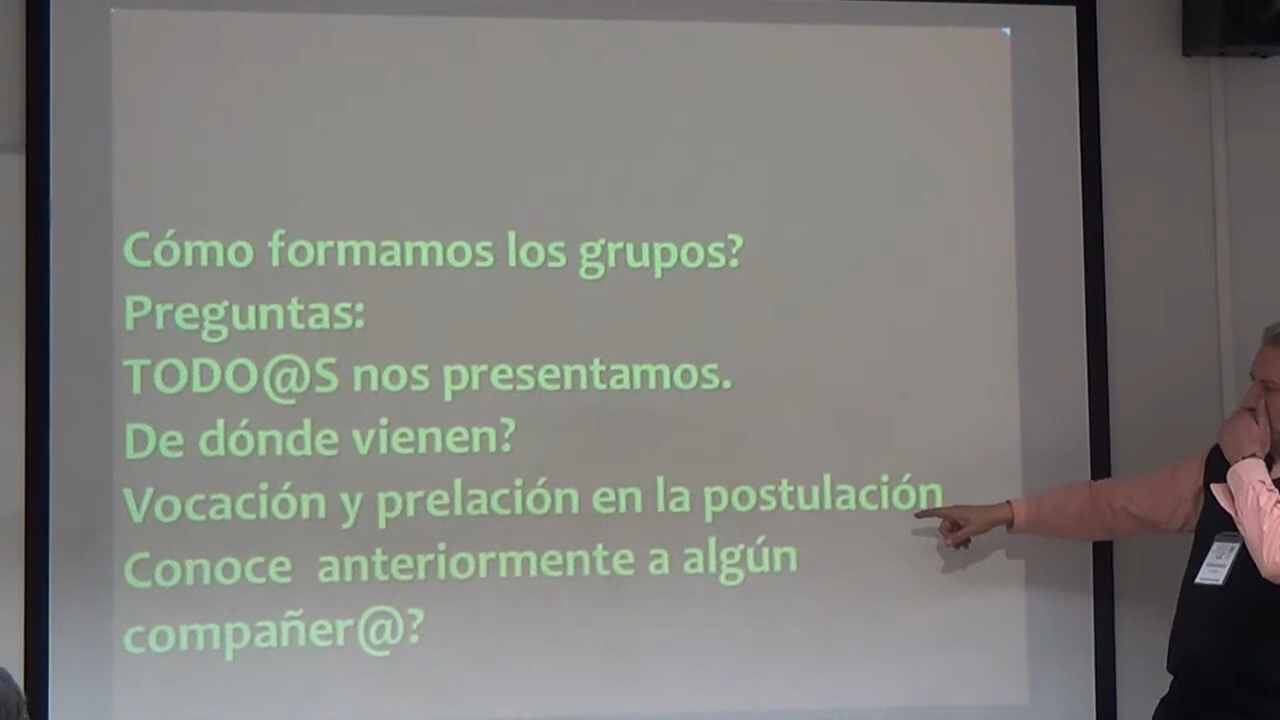 Cómo formamos los grupos?
Preguntas:
TODO@S nos presentamos.
De dónde vienen?
Vocación y prelación en la postulación
Conoce anteriormente a algún
compañer@?